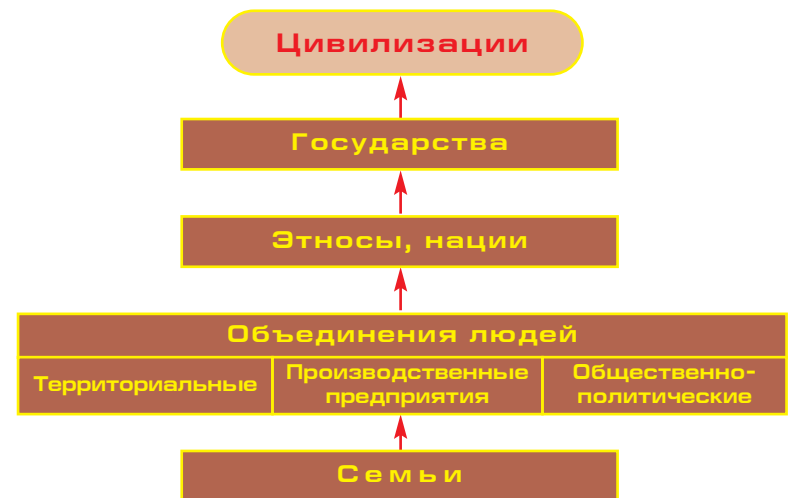 Цивилизации
Государства
Этносы, нации
Объединения людей
Территориальные
Производственные
предприятия
Общественно-
политические
Семьи